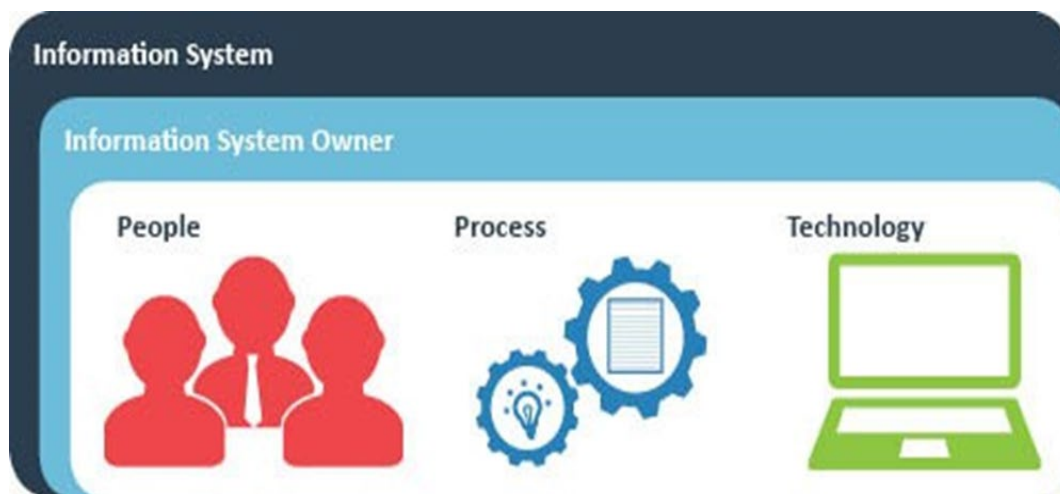 Information System
Information System Owner
People
Process
Technology